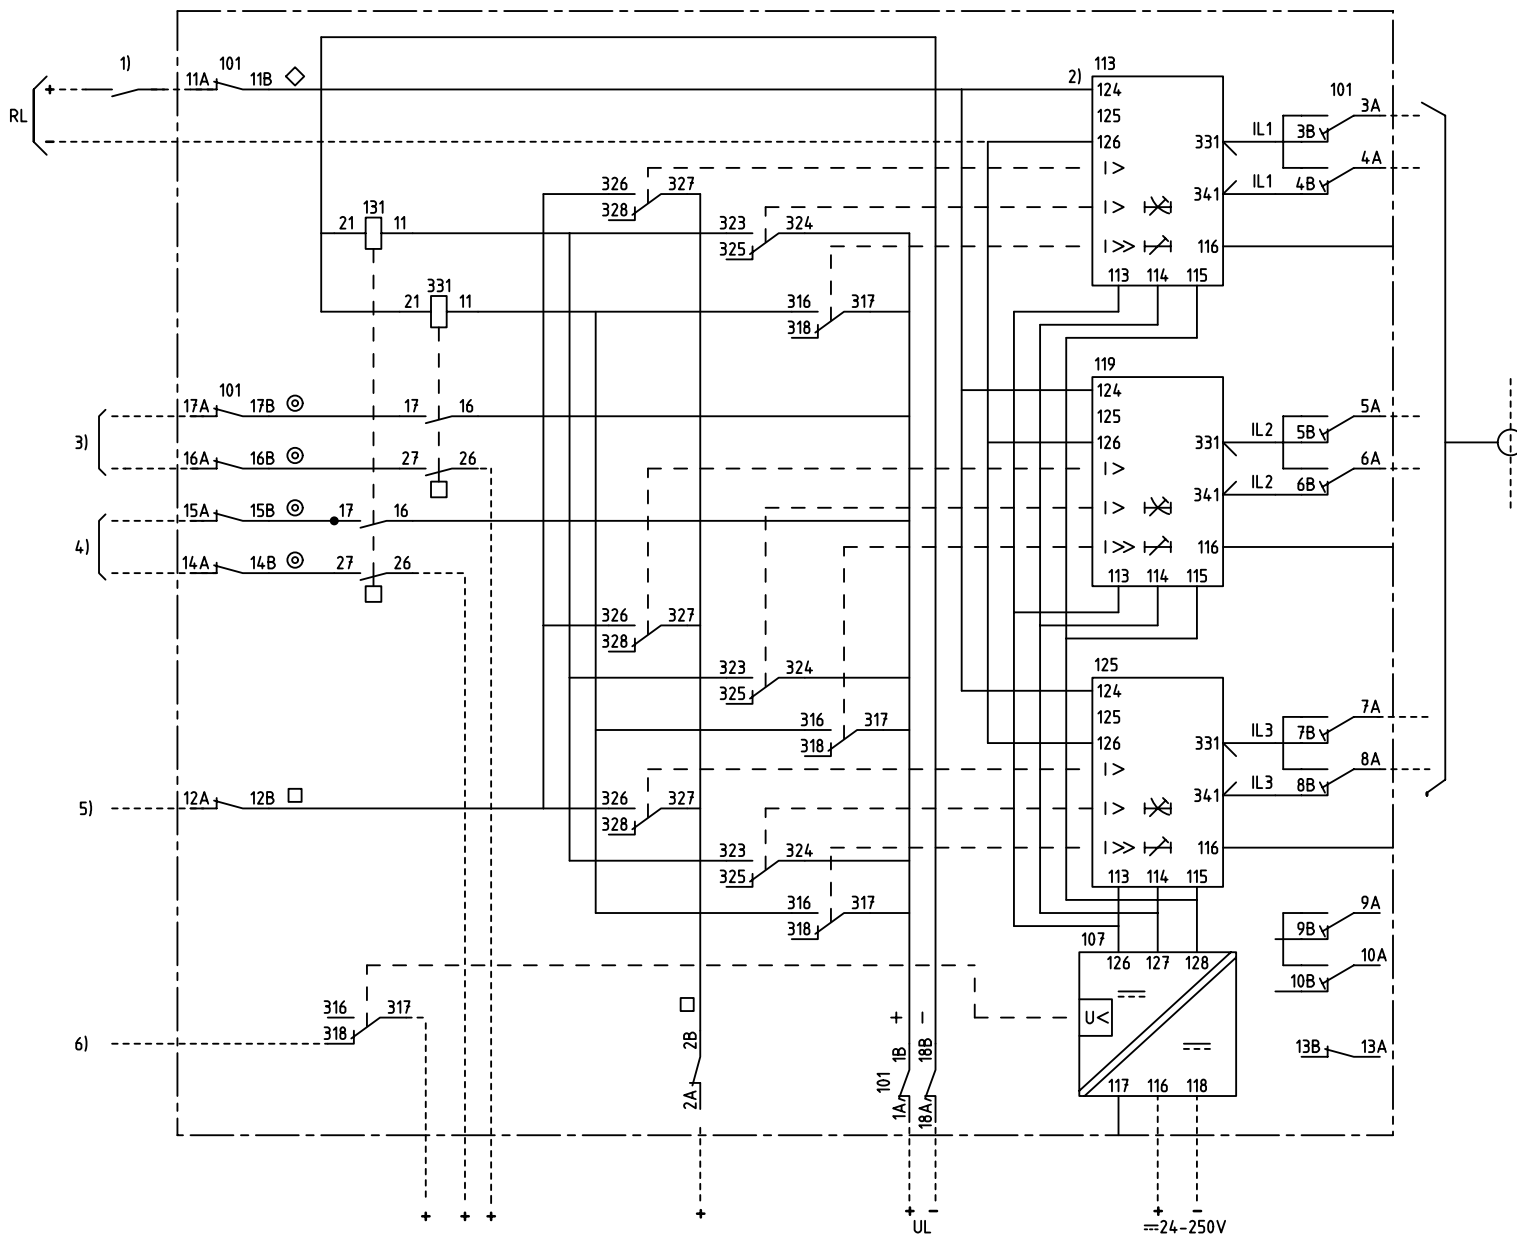 1) 101 113
11A 11B 2) 124 101
+ 125 3A
RL 126 331 IL1 3B
- 326 327 I> 4A
328 341 IL1 4B
131 I>
21 11 323 324
325 I>> 116
331 113 114 115
21 11 316 317
318
119
101 124
17A 17B 17 16 125 5A
3) 126 331 IL2 5B
16A 16B 27 26 I> 6A
341 IL2 6B
15A 15B 17 16 I>
4) I>> 116
14A 14B 27 26 113 114 115
326 327
328
323 324 125
325 124
316 317 125 7A
318 126 331 IL3 7B
I> 8A
12A 12B 326 327 341 IL3 8B
5) 328 I>
323 324 I>> 116
325 113 114 115
316 317 9A
318 107 9B
126 127 128 10A
316 317 10B
318 + - U<
6) 2B 1B 18B 13B 13A
101
2A 1A 18A 117 116 118
+ + + + + - + -
UL 24-250V